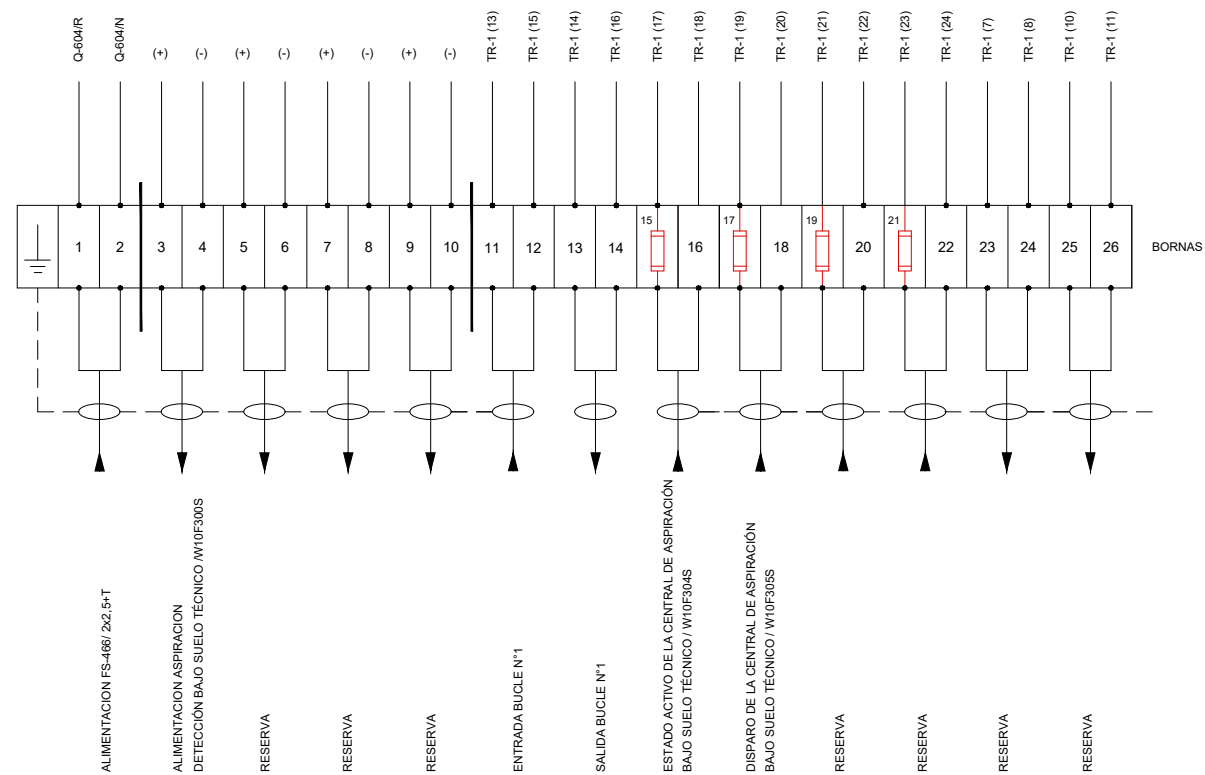 Q-604/R
Q-604/N
(+)
(-)
(+)
(-)
(+)
(-)
(+)
(-)
TR-1 (13)
TR-1 (15)
TR-1 (14)
TR-1 (16)
TR-1 (17)
TR-1 (18)
TR-1 (19)
TR-1 (20)
TR-1 (21)
TR-1 (22)
TR-1 (23)
TR-1 (24)
TR-1 (7)
TR-1 (8)
TR-1 (10)
TR-1 (11)
1
2
3
4
5
6
7
8
9
10
11
12
13
14
15
16
17
18
19
20
21
22
23
24
25
26
BORNAS
ALIMENTACION FS-466/ 2x2,5+T
ALIMENTACION ASPIRACION
DETECCIÓN BAJO SUELO TÉCNICO /W10F300S
RESERVA
RESERVA
RESERVA
ENTRADA BUCLE N°1
SALIDA BUCLE N°1
ESTADO ACTIVO DE LA CENTRAL DE ASPIRACIÓN
BAJO SUELO TÉCNICO / W10F304S
DISPARO DE LA CENTRAL DE ASPIRACIÓN
BAJO SUELO TÉCNICO / W10F305S
RESERVA
RESERVA
RESERVA
RESERVA